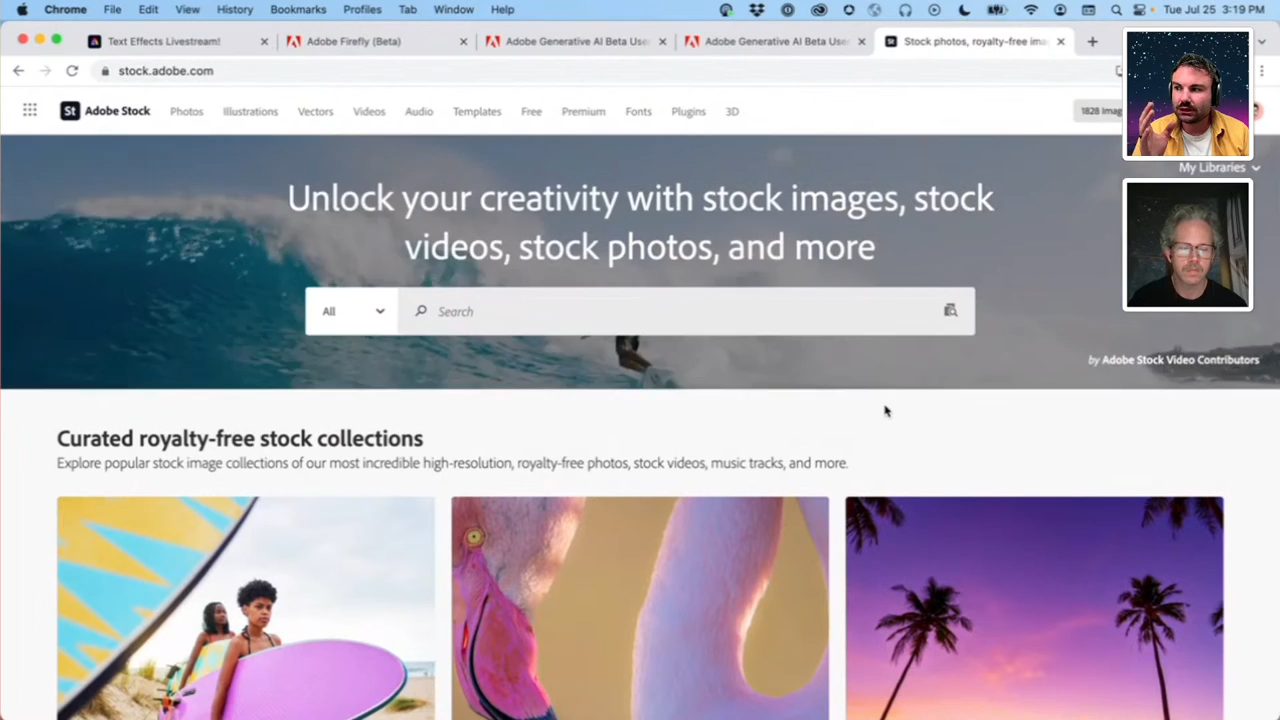 Chrome File Edit View History Bookmarks Profiles Tab Window Help Tue Jul 25 3:19 PM
Text Effects Livestream! Adobe Firefly (Beta) Adobe Generative AI Beta Use Adobe Generative AI Beta Use Stock photos, royalty-free ima
stock.adobe.com
St Adobe Stock Photos Illustrations Vectors Videos Audio Templates Free Premium Fonts Plugins 3D 1828 Imag
My Libraries
Unlock your creativity with stock images, stock
videos, stock photos, and more
All Search
by Adobe Stock Video Contributors
Curated royalty-free stock collections
Explore popular stock image collections of our most incredible high-resolution, royalty-free photos, stock videos, music tracks, and more.